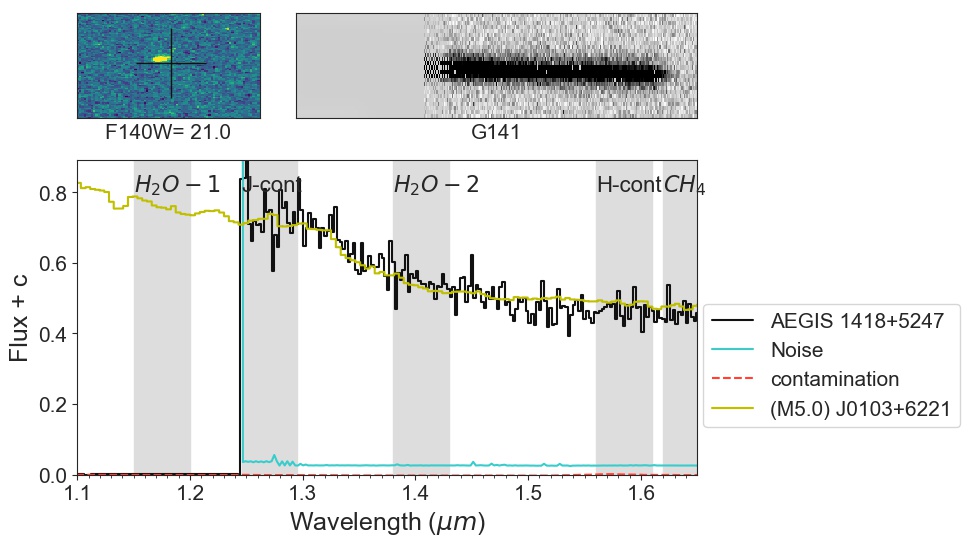 F140W= 21.0
G141
H₂O − 1
J-cont
H₂O − 2
H-cont
CH₄
Flux + c
0.8
0.6
0.4
0.2
0.0
1.1
1.2
1.3
1.4
1.5
1.6
Wavelength (μm)
AEGIS 1418+5247
Noise
contamination
(M5.0) J0103+6221